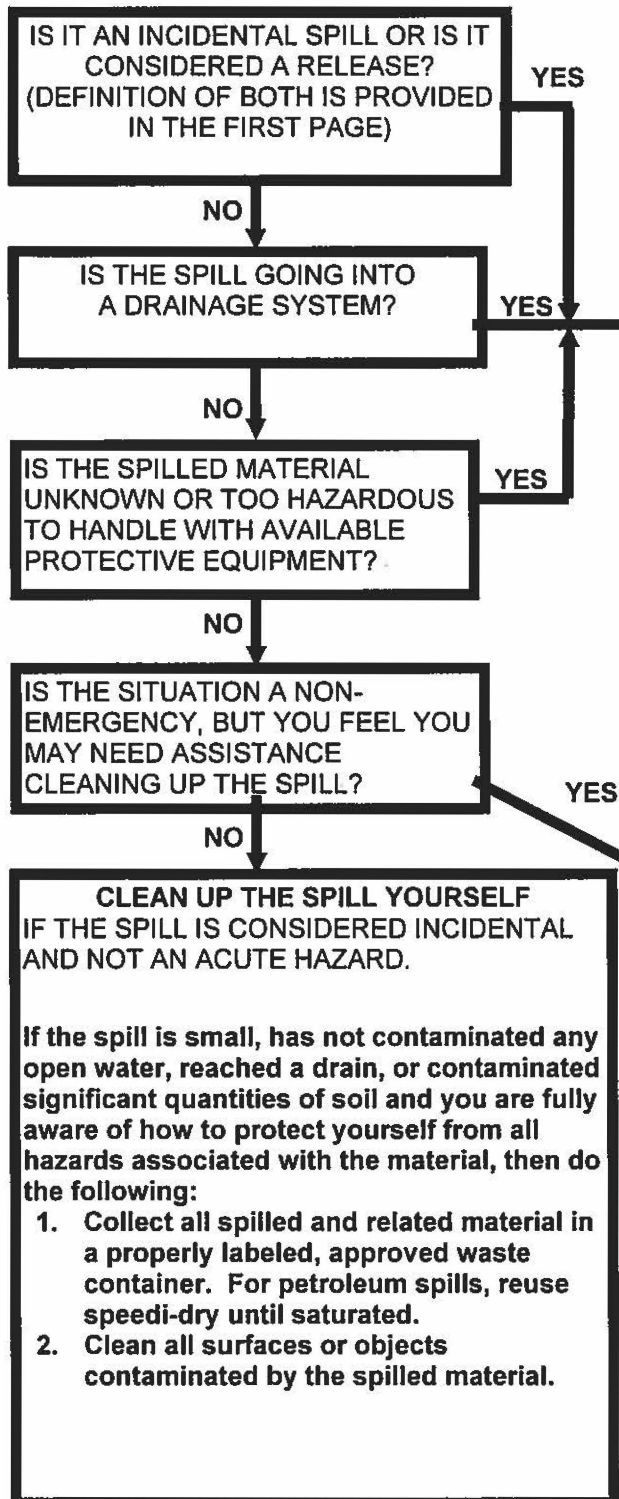 IS IT AN INCIDENTAL SPILL OR IS IT
CONSIDERED A RELEASE?
(DEFINITION OF BOTH IS PROVIDED
IN THE FIRST PAGE)
YES
NO
IS THE SPILL GOING INTO
A DRAINAGE SYSTEM?
YES
NO
IS THE SPILLED MATERIAL
UNKNOWN OR TOO HAZARDOUS
TO HANDLE WITH AVAILABLE
PROTECTIVE EQUIPMENT?
YES
NO
IS THE SITUATION A NON-
EMERGENCY, BUT YOU FEEL YOU
MAY NEED ASSISTANCE
CLEANING UP THE SPILL?
YES
NO
CLEAN UP THE SPILL YOURSELF
IF THE SPILL IS CONSIDERED INCIDENTAL
AND NOT AN ACUTE HAZARD.
If the spill is small, has not contaminated any
open water, reached a drain, or contaminated
significant quantities of soil and you are fully
aware of how to protect yourself from all
hazards associated with the material, then do
the following:
1. Collect all spilled and related material in
a properly labeled, approved waste
container. For petroleum spills, reuse
speedi-dry until saturated.
2. Clean all surfaces or objects
contaminated by the spilled material.